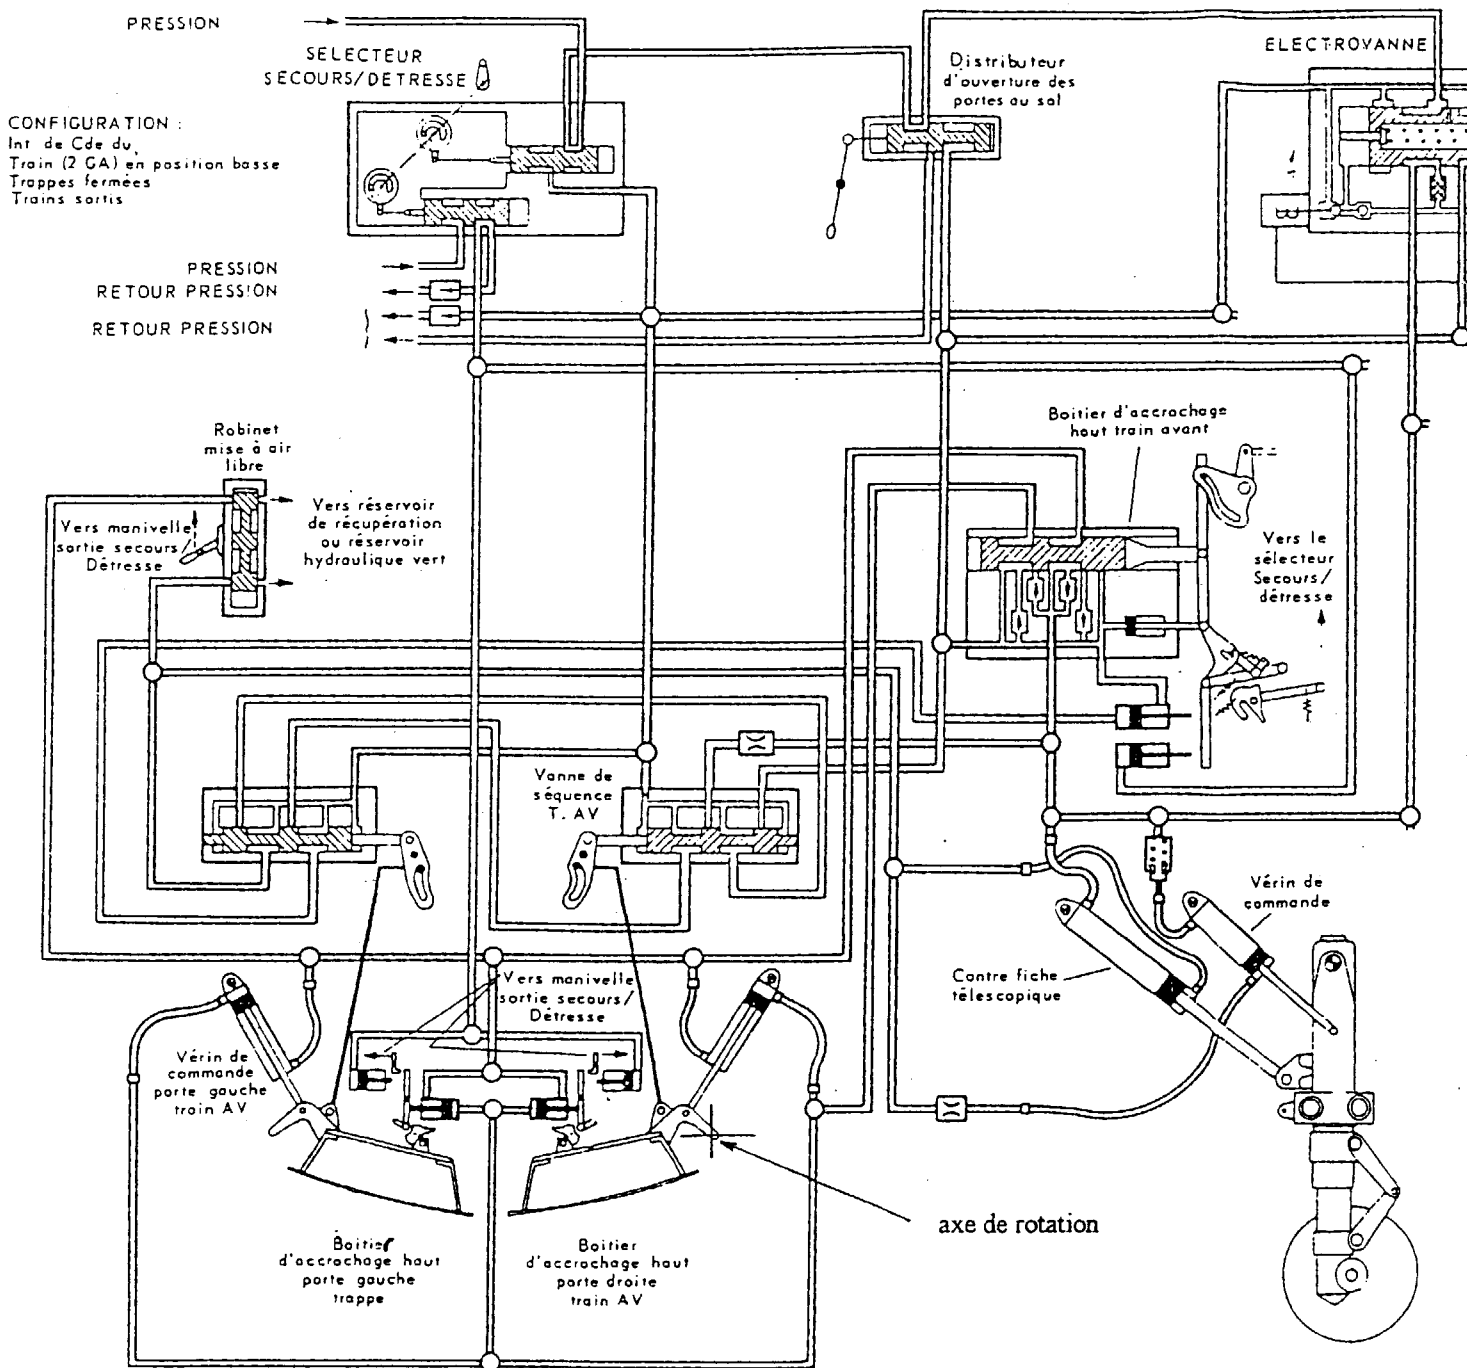 PRESSION
SELECTEUR
SECOURS/DETRESSE
ELECTROVANNE
Distributeur
d'ouverture des
portes au sol
CONFIGURATION :
Int de Cde du
Train (2 GA) en position basse
Trappes fermées
Trains sortis
PRESSION
RETOUR PRESSION
RETOUR PRESSION
Boitier d'accrochage
haut train avant
Robinet
mise à air
libre
Vers réservoir
de récupération
ou réservoir
hydraulique vert
Vers manivelle
sortie secours/
Détresse
Vers le
sélecteur
Secours/
détresse
Vanne de
séquence
T. AV
Vérin de
commande
Contre fiche
télescopique
Vers manivelle
sortie secours/
Détresse
Vérin de
commande
porte gauche
train AV
axe de rotation
Boitier
d'accrochage haut
porte gauche
trappe
Boitier
d'accrochage haut
porte droite
train AV